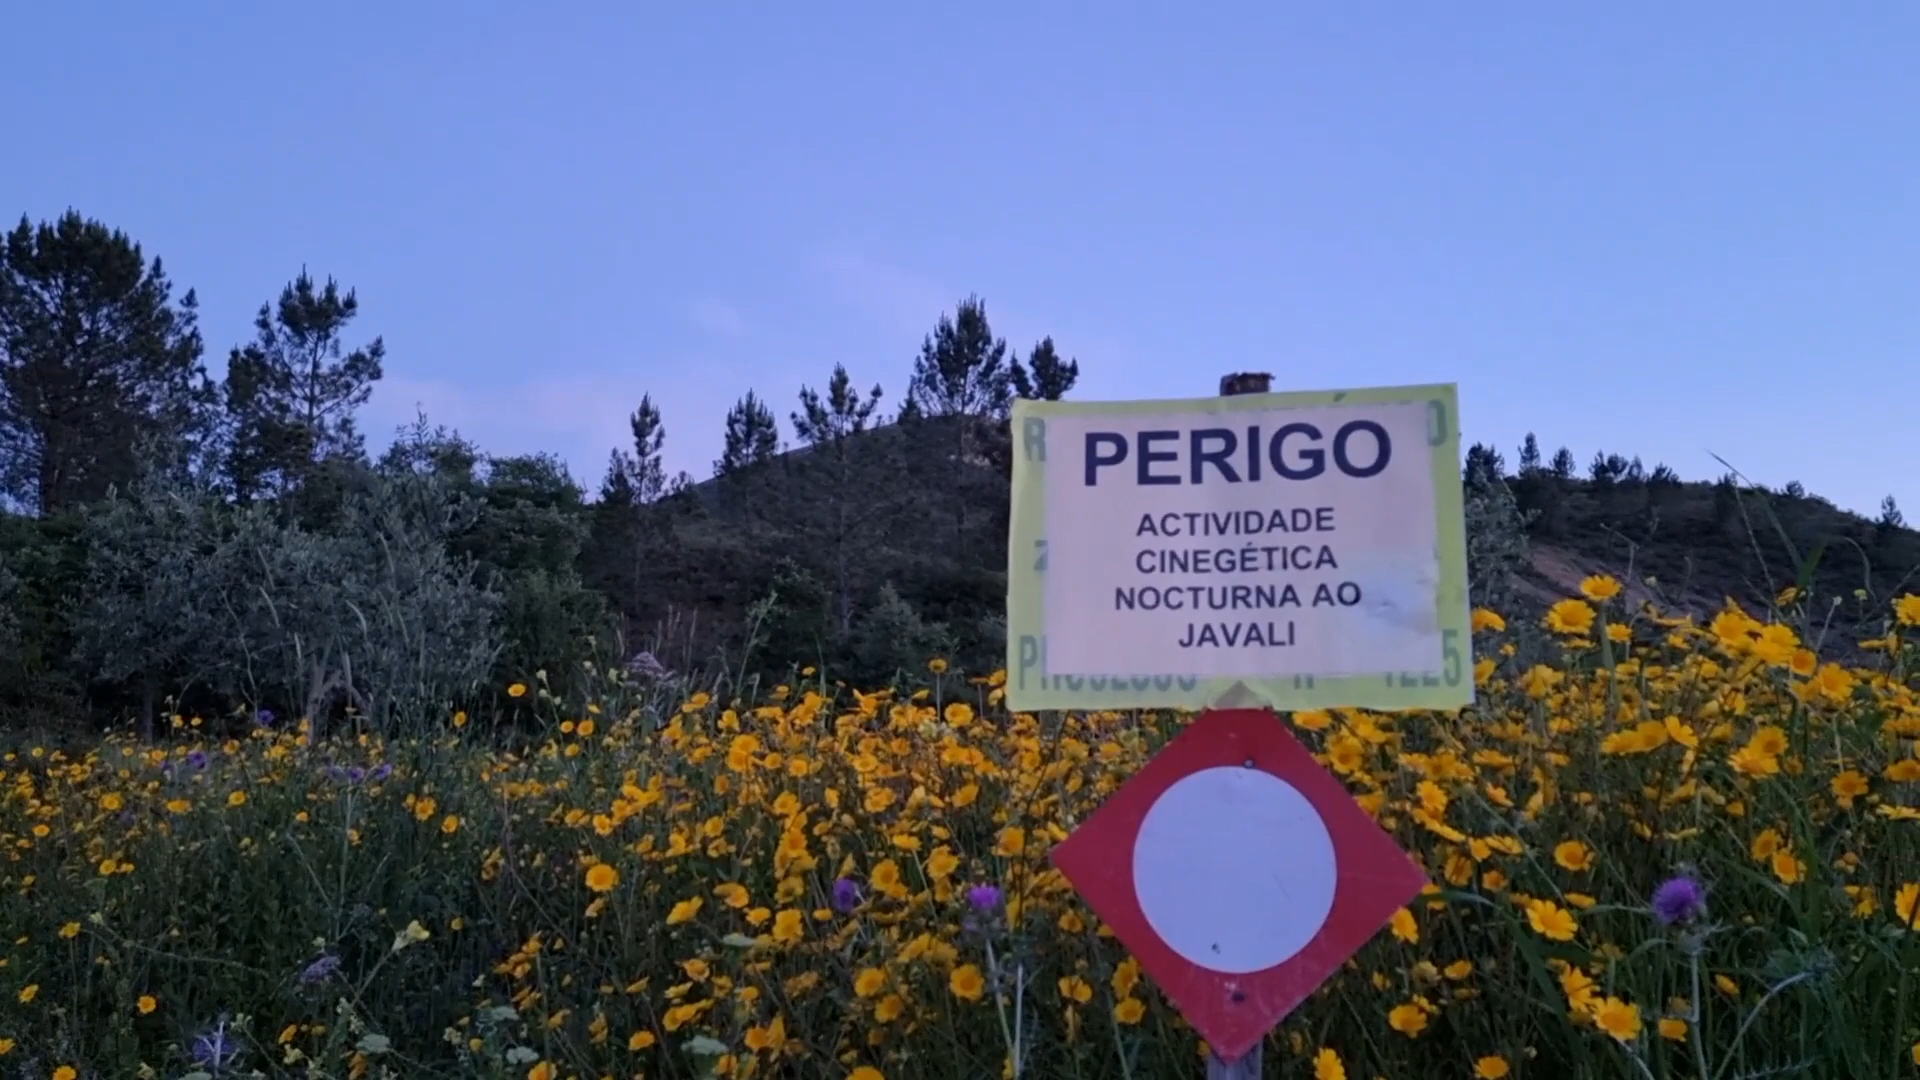 PERIGO
ACTIVIDADE
CINEGÉTICA
NOCTURNA AO
JAVALI